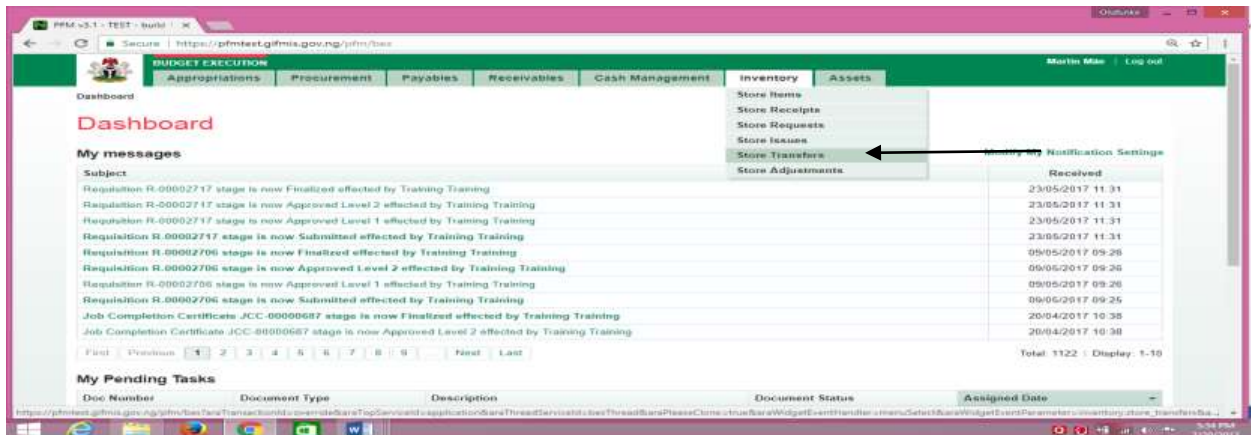 Olufunke
PFM v3.1 - TEST - build
Secure https://pfmtest.gifmis.gov.ng/pfm/bex
BUDGET EXECUTION
Martin Mäe Log out
Appropriations Procurement Payables Receivables Cash Management Inventory Assets
Dashboard
Store Items
Store Receipts
Store Requests
Store Issues
Store Transfers
Store Adjustments
Dashboard
My messages
Modify My Notification Settings
Subject Received
Requisition R-00002717 stage is now Finalized effected by Training Training 23/05/2017 11:31
Requisition R-00002717 stage is now Approved Level 2 effected by Training Training 23/05/2017 11:31
Requisition R-00002717 stage is now Approved Level 1 effected by Training Training 23/05/2017 11:31
Requisition R-00002717 stage is now Submitted effected by Training Training 23/05/2017 11:31
Requisition R-00002706 stage is now Finalized effected by Training Training 09/05/2017 09:26
Requisition R-00002706 stage is now Approved Level 2 effected by Training Training 09/05/2017 09:26
Requisition R-00002706 stage is now Approved Level 1 effected by Training Training 09/05/2017 09:26
Requisition R-00002706 stage is now Submitted effected by Training Training 09/05/2017 09:25
Job Completion Certificate JCC-00000687 stage is now Finalized effected by Training Training 20/04/2017 10:38
Job Completion Certificate JCC-00000687 stage is now Approved Level 2 effected by Training Training 20/04/2017 10:38
First Previous 1 2 3 4 5 6 7 8 9 ... Next Last Total: 1122 Display: 1-10
My Pending Tasks
Doc Number Document Type Description Document Status Assigned Date
5:54 PM